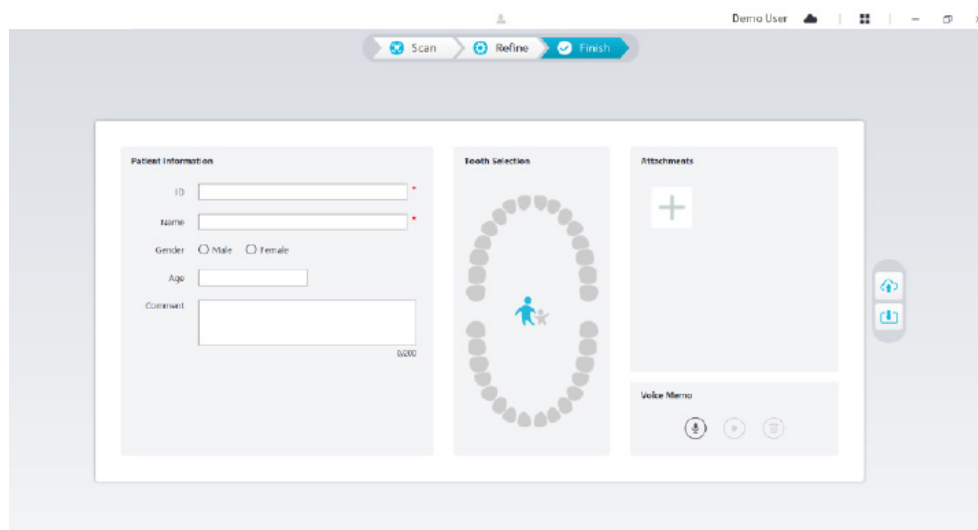 Demo User
Scan
Refine
Finish
Patient Information
Tooth Selection
Attachments
ID
*
Name
*
Gender
Male
Female
Age
Comment
0/200
Voice Memo